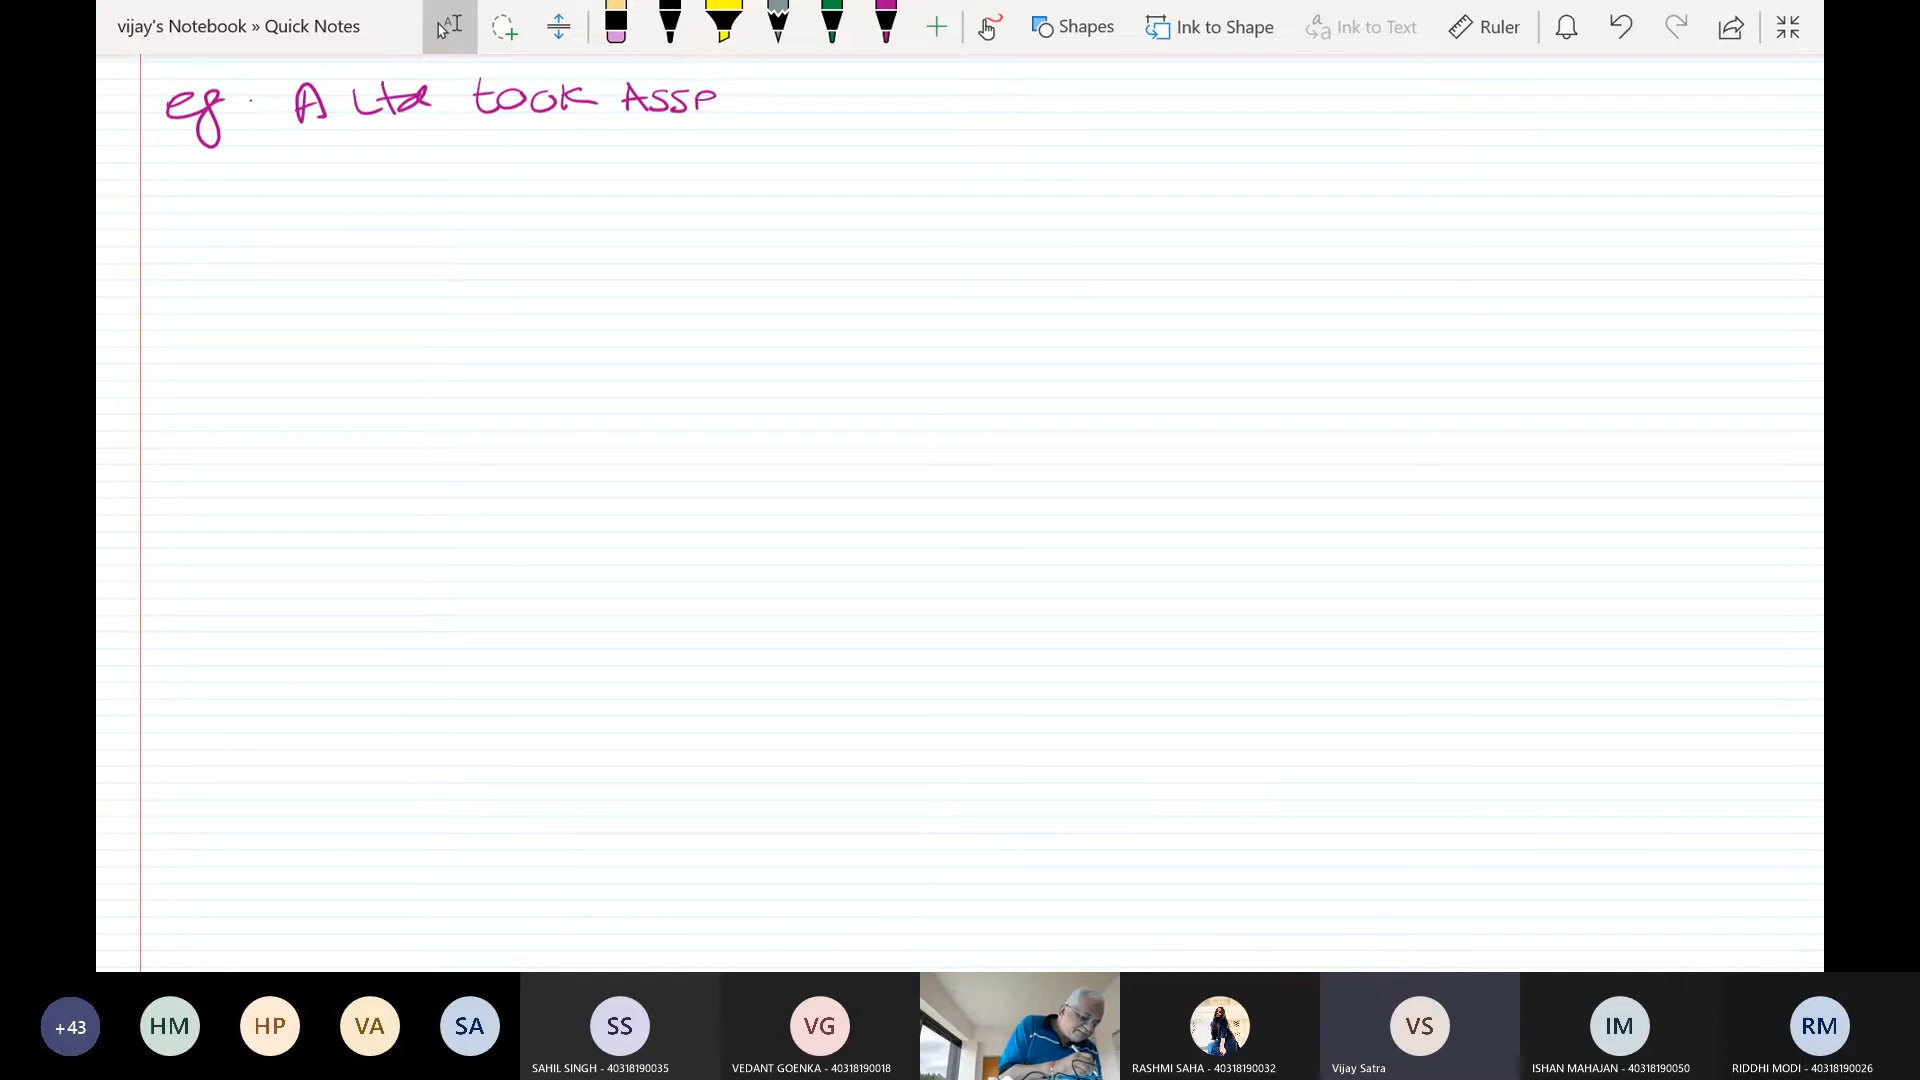 vijay's Notebook » Quick Notes
Shapes
Ink to Shape
Ink to Text
Ruler
eg. A Ltd took ASSP
+43
HM
HP
VA
SA
SS
VG
VS
IM
RM
SAHIL SINGH - 40318190035
VEDANT GOENKA - 40318190018
RASHMI SAHA - 40318190032
Vijay Satra
ISHAN MAHAJAN - 40318190050
RIDDHI MODI - 40318190026